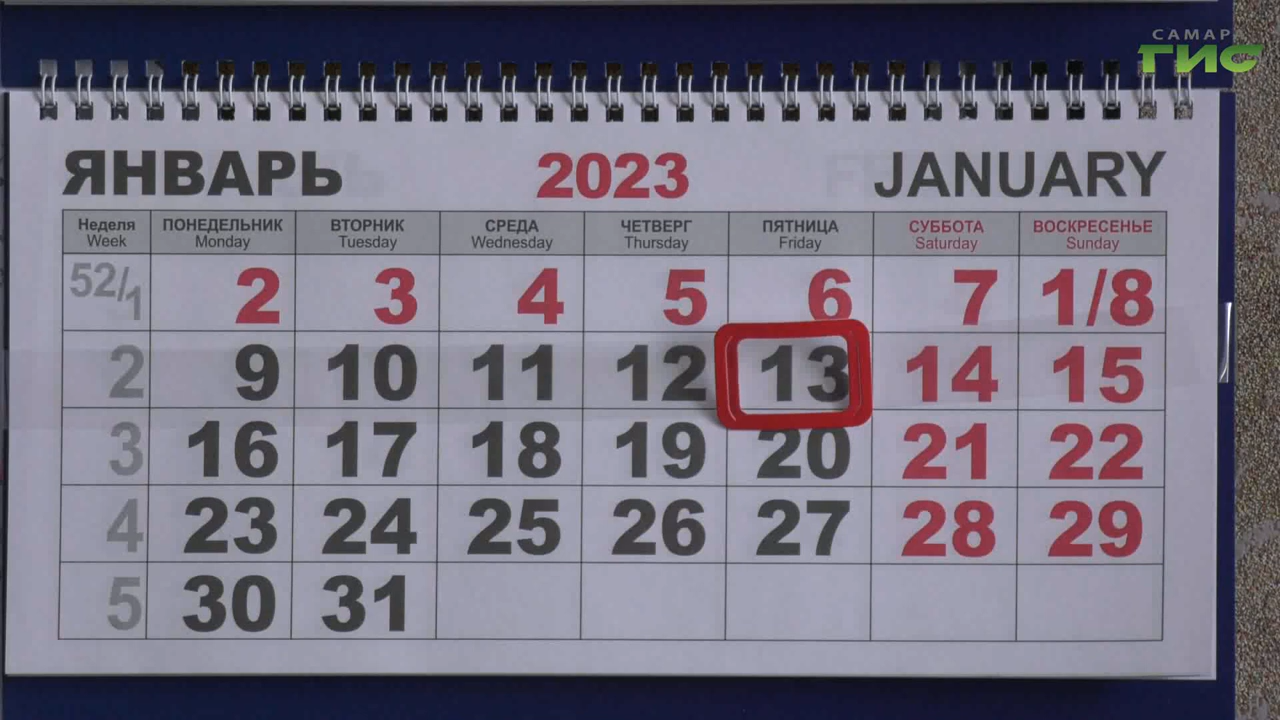 САМАР
ГИС
ЯНВАРЬ 2023 JANUARY
Неделя ПОНЕДЕЛЬНИК ВТОРНИК СРЕДА ЧЕТВЕРГ ПЯТНИЦА СУББОТА ВОСКРЕСЕНЬЕ
Week Monday Tuesday Wednesday Thursday Friday Saturday Sunday
52/1 2 3 4 5 6 7 1/8
2 9 10 11 12 13 14 15
3 16 17 18 19 20 21 22
4 23 24 25 26 27 28 29
5 30 31